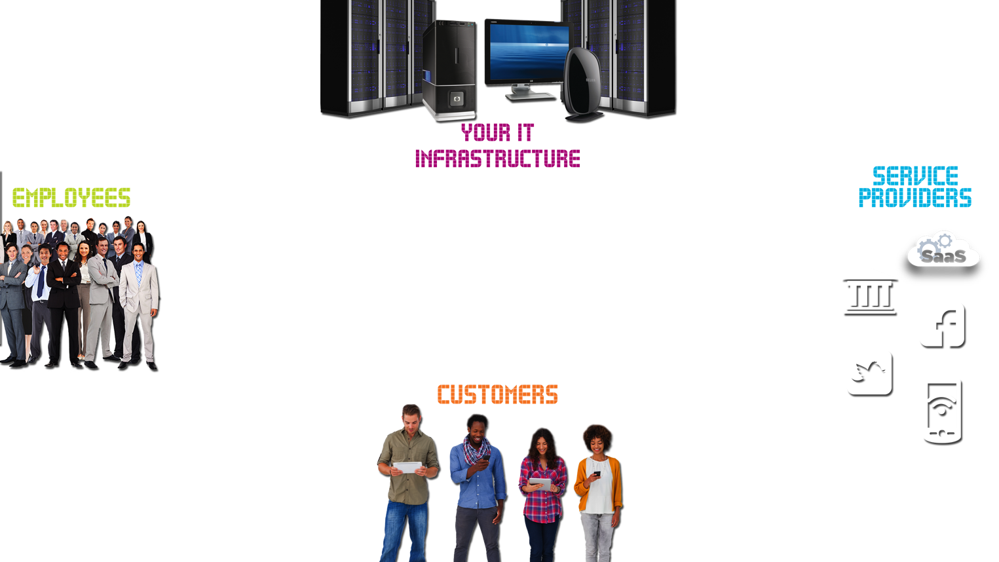 YOUR IT
INFRASTRUCTURE
SERVICE
PROVIDERS
EMPLOYEES
SaaS
CUSTOMERS